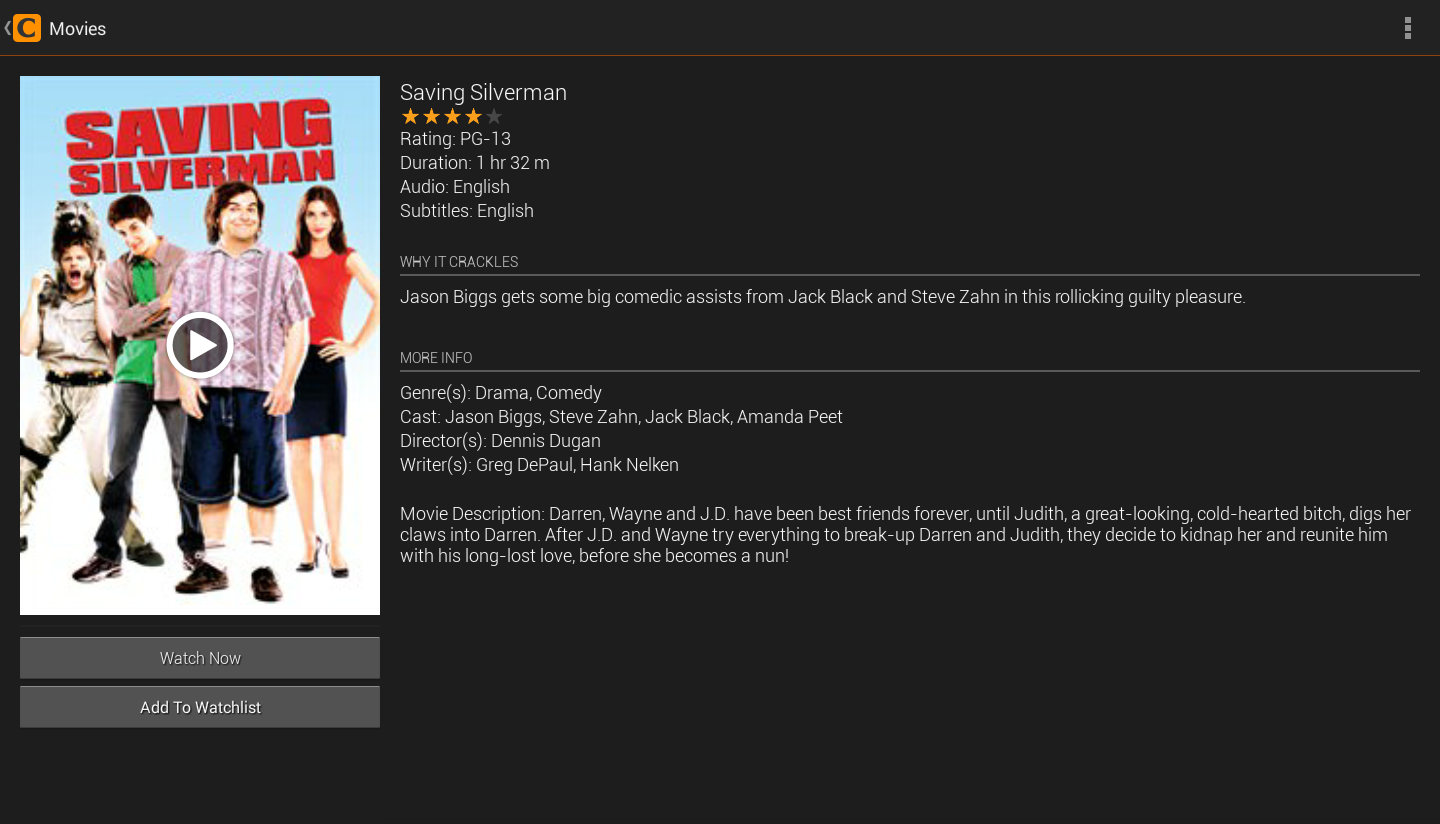 C Movies
SAVING
SILVERMAN
Watch Now
Add To Watchlist
Saving Silverman
Rating: PG-13
Duration: 1 hr 32 m
Audio: English
Subtitles: English
WHY IT CRACKLES
Jason Biggs gets some big comedic assists from Jack Black and Steve Zahn in this rollicking guilty pleasure.
MORE INFO
Genre(s): Drama, Comedy
Cast: Jason Biggs, Steve Zahn, Jack Black, Amanda Peet
Director(s): Dennis Dugan
Writer(s): Greg DePaul, Hank Nelken
Movie Description: Darren, Wayne and J.D. have been best friends forever, until Judith, a great-looking, cold-hearted bitch, digs her
claws into Darren. After J.D. and Wayne try everything to break-up Darren and Judith, they decide to kidnap her and reunite him
with his long-lost love, before she becomes a nun!